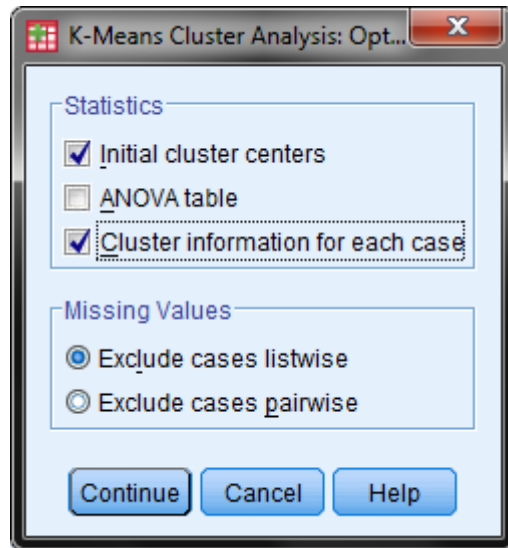 K-Means Cluster Analysis: Opt...
Statistics
Initial cluster centers
ANOVA table
Cluster information for each case
Missing Values
Exclude cases listwise
Exclude cases pairwise
Continue Cancel Help